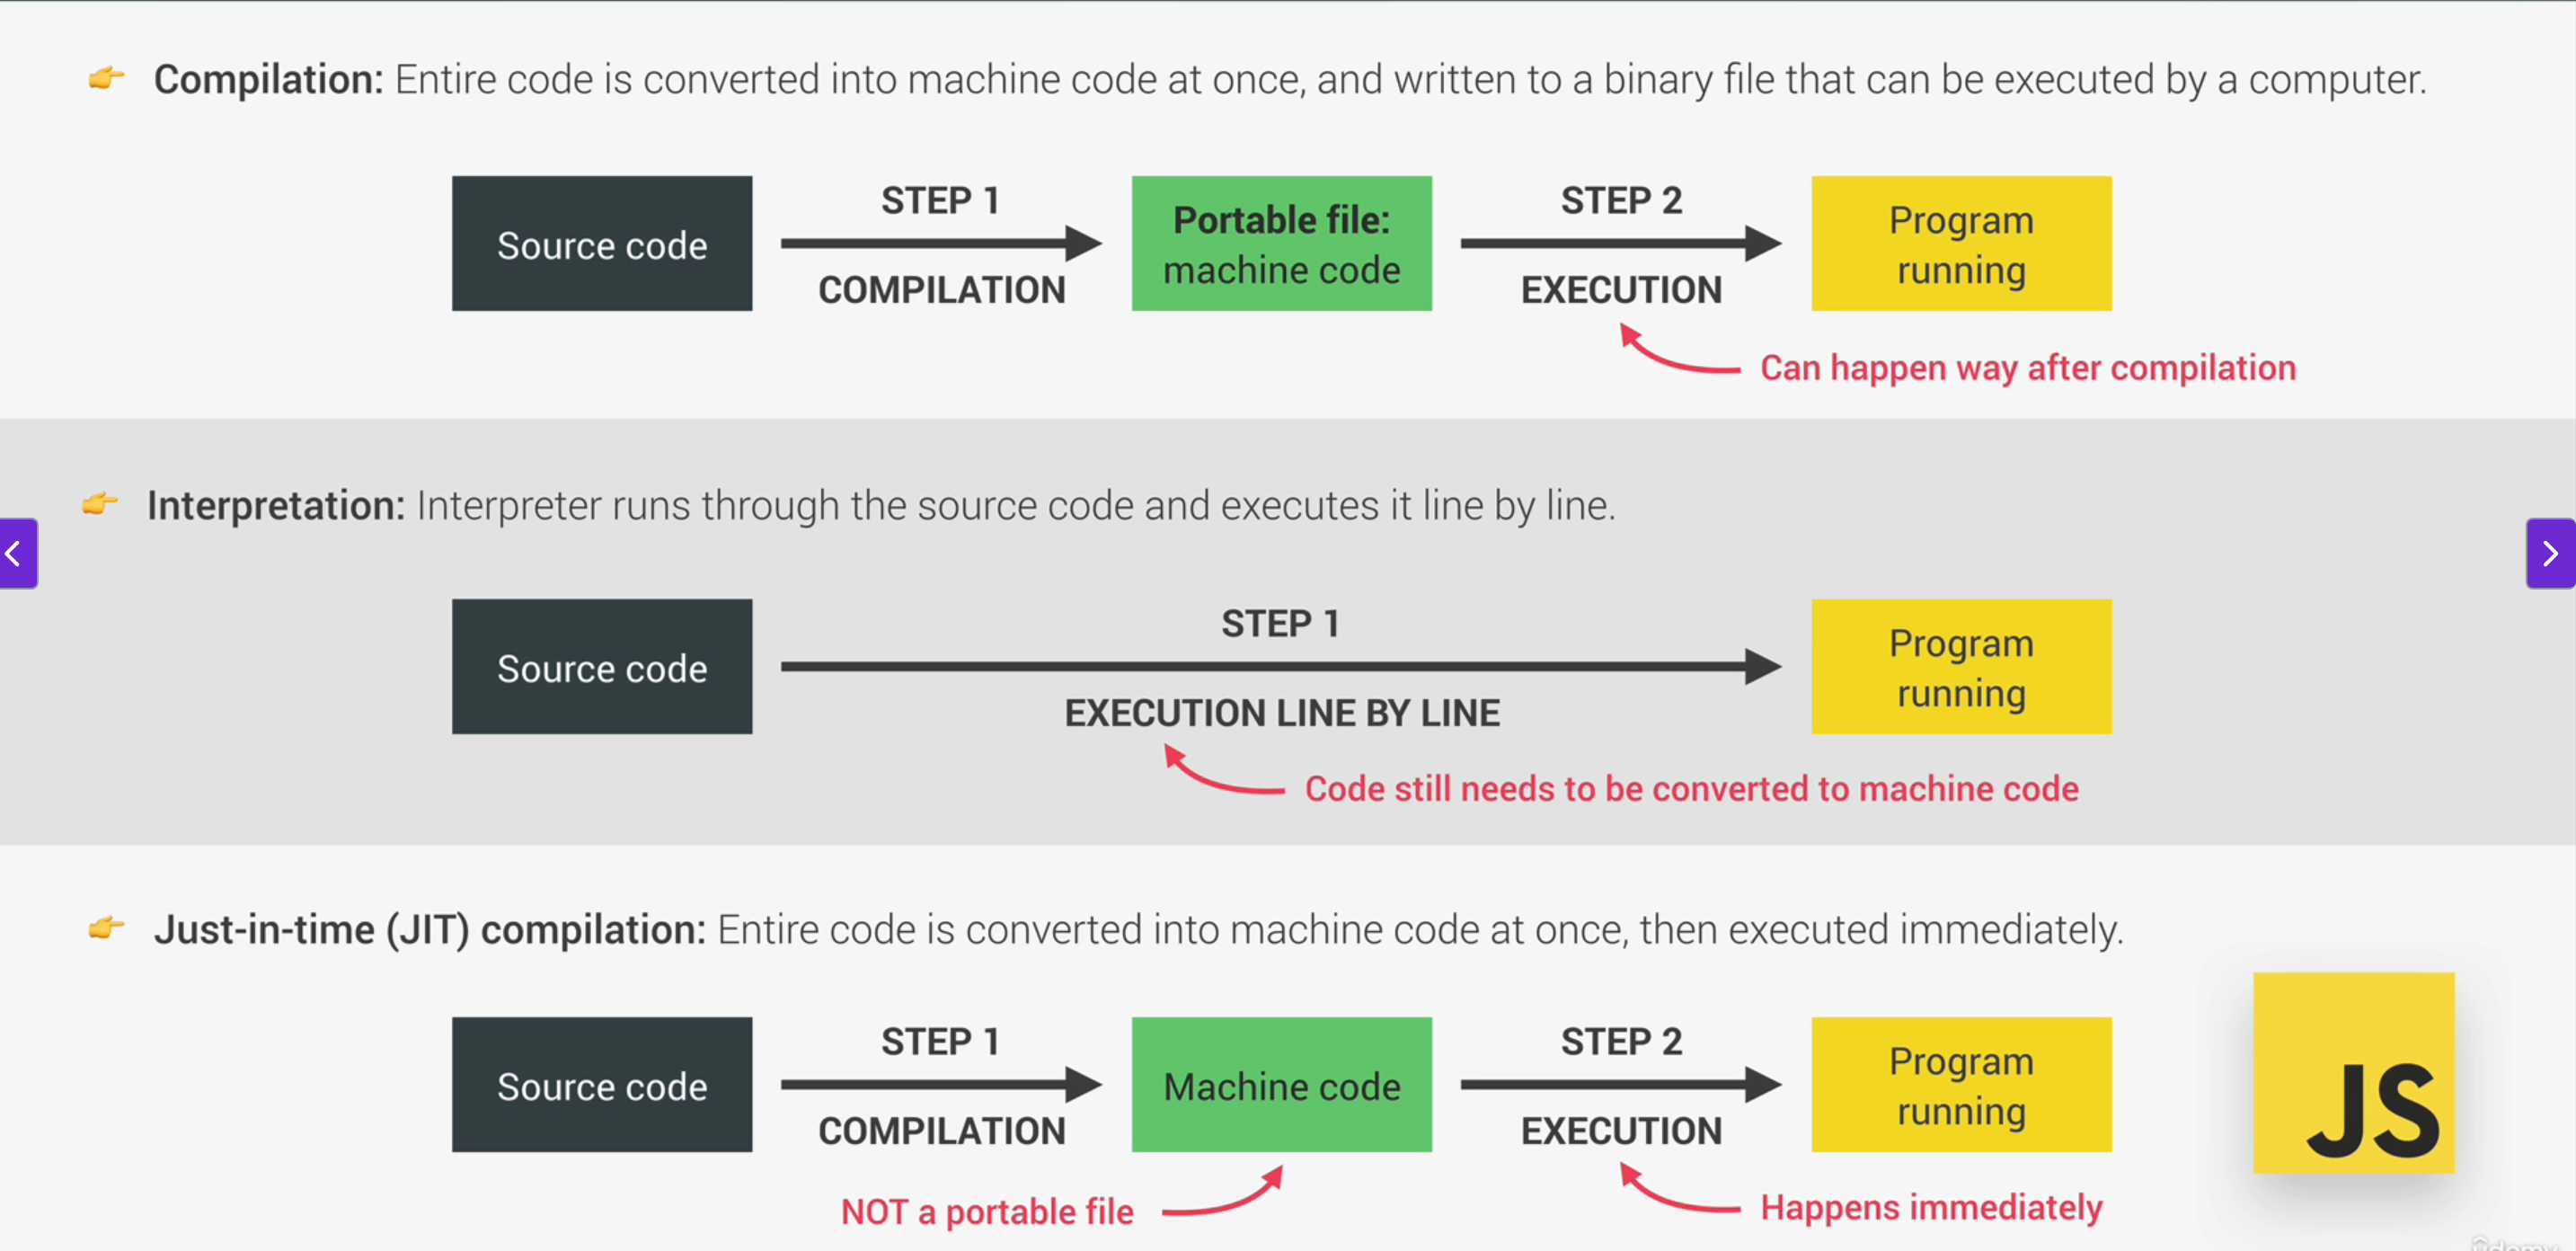 Compilation: Entire code is converted into machine code at once, and written to a binary file that can be executed by a computer.
Source code
STEP 1
COMPILATION
Portable file:
machine code
STEP 2
EXECUTION
Program
running
Can happen way after compilation
Interpretation: Interpreter runs through the source code and executes it line by line.
Source code
STEP 1
EXECUTION LINE BY LINE
Program
running
Code still needs to be converted to machine code
Just-in-time (JIT) compilation: Entire code is converted into machine code at once, then executed immediately.
Source code
STEP 1
COMPILATION
Machine code
STEP 2
EXECUTION
Program
running
JS
NOT a portable file
Happens immediately